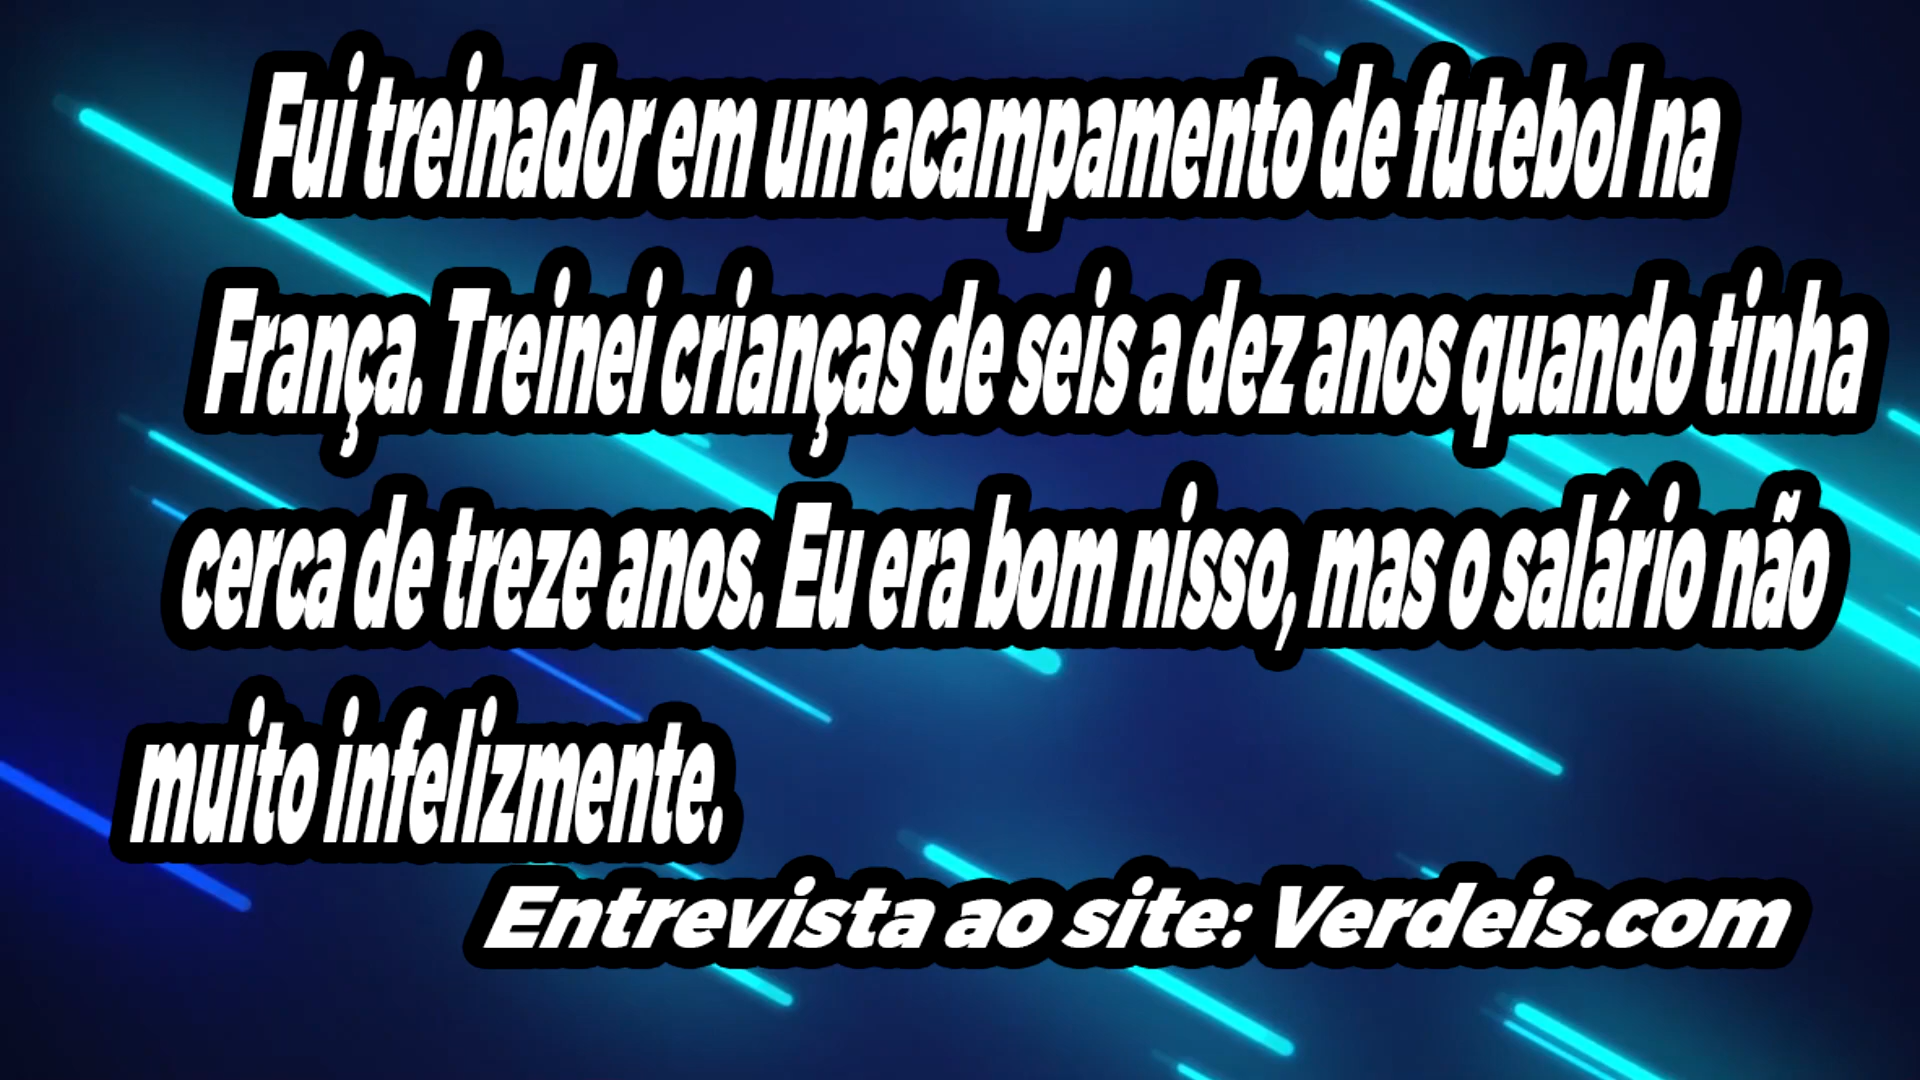 Fui treinador em um acampamento de futebol na
França. Treinei crianças de seis a dez anos quando tinha
cerca de treze anos. Eu era bom nisso, mas o salário não
muito infelizmente.
Entrevista ao site: Verdeis.com